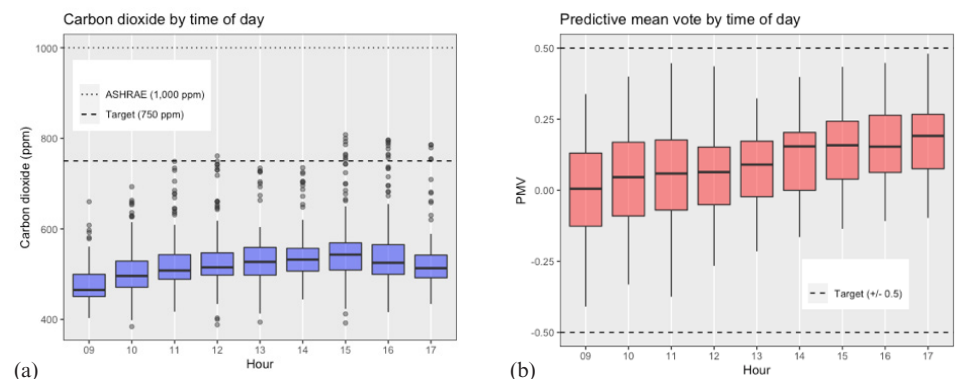 Carbon dioxide by time of day
1000
800
600
400
Carbon dioxide (ppm)
ASHRAE (1,000 ppm)
Target (750 ppm)
09 10 11 12 13 14 15 16 17
Hour
(a)
Predictive mean vote by time of day
0.50
0.25
0.00
-0.25
-0.50
PMV
Target (+/- 0.5)
09 10 11 12 13 14 15 16 17
Hour
(b)